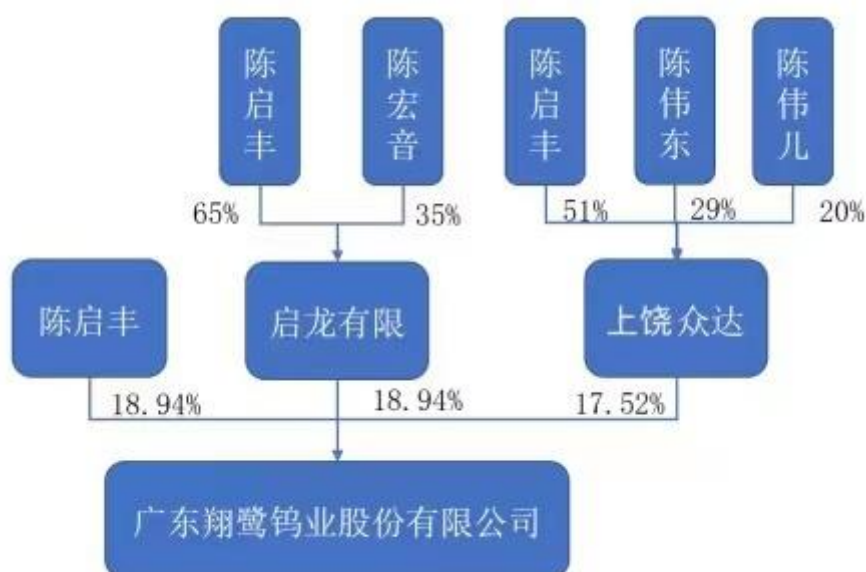 陈启丰
陈宏音
陈启丰
陈伟东
陈伟儿
65%
35%
51%
29%
20%
陈启丰
启龙有限
上饶众达
18.94%
18.94%
17.52%
广东翔鹭钨业股份有限公司